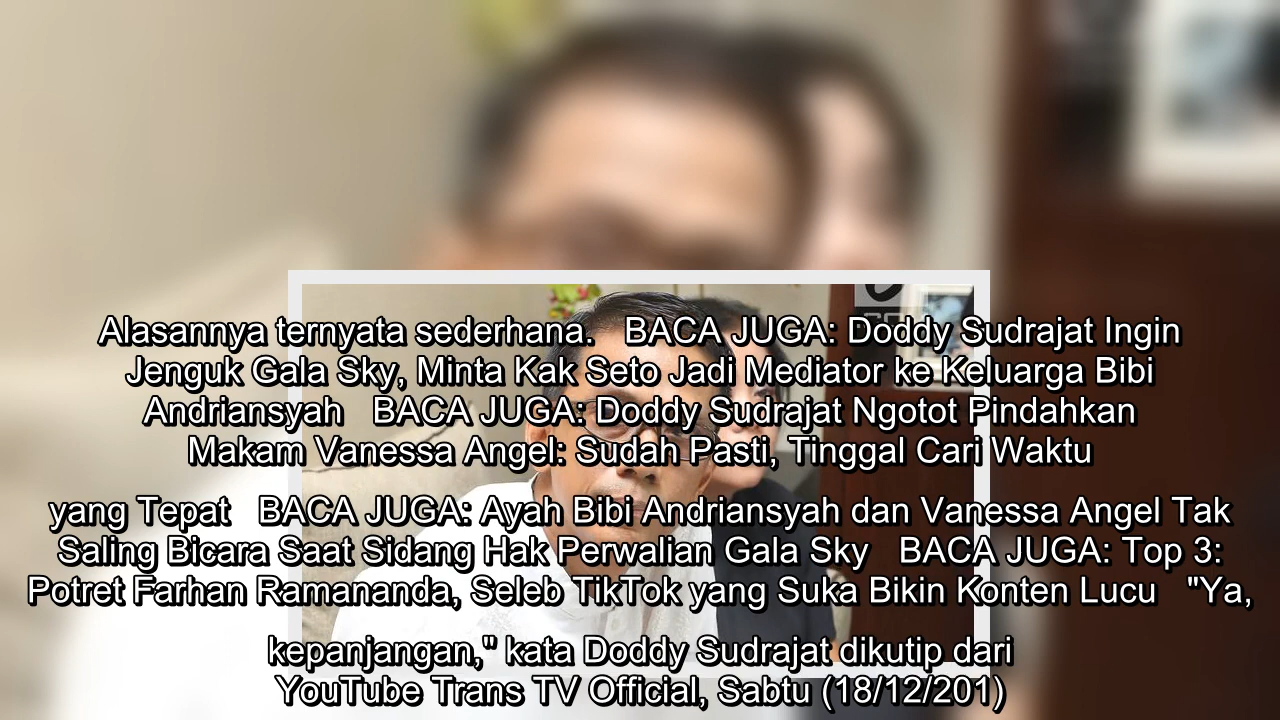 Alasannya ternyata sederhana.   BACA JUGA: Doddy Sudrajat Ingin
Jenguk Gala Sky, Minta Kak Seto Jadi Mediator ke Keluarga Bibi
Andriansyah   BACA JUGA: Doddy Sudrajat Ngotot Pindahkan
Makam Vanessa Angel: Sudah Pasti, Tinggal Cari Waktu
yang Tepat   BACA JUGA: Ayah Bibi Andriansyah dan Vanessa Angel Tak
Saling Bicara Saat Sidang Hak Perwalian Gala Sky   BACA JUGA: Top 3:
Potret Farhan Ramananda, Seleb TikTok yang Suka Bikin Konten Lucu   "Ya,
kepanjangan," kata Doddy Sudrajat dikutip dari
YouTube Trans TV Official, Sabtu (18/12/201)